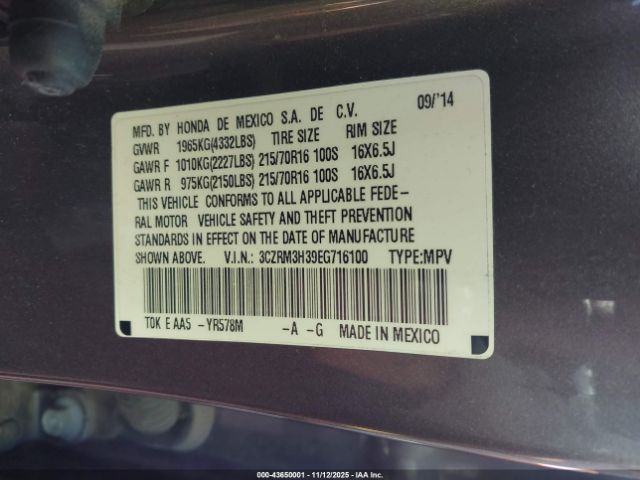 MFD. BY HONDA DE MEXICO S.A. DE C.V. 09/'14
GVWR 1965KG(4332LBS) TIRE SIZE RIM SIZE
GAWR F 1010KG(2227LBS) 215/70R16 100S 16X6.5J
GAWR R 975KG(2150LBS) 215/70R16 100S 16X6.5J
THIS VEHICLE CONFORMS TO ALL APPLICABLE FEDE-
RAL MOTOR VEHICLE SAFETY AND THEFT PREVENTION
STANDARDS IN EFFECT ON THE DATE OF MANUFACTURE
SHOWN ABOVE. V.I.N.: 3CZRM3H39EG716100 TYPE:MPV
TOK E AA5 -YR578M -A -G MADE IN MEXICO
000-43650001 - 11/12/2025 - IAA Inc.